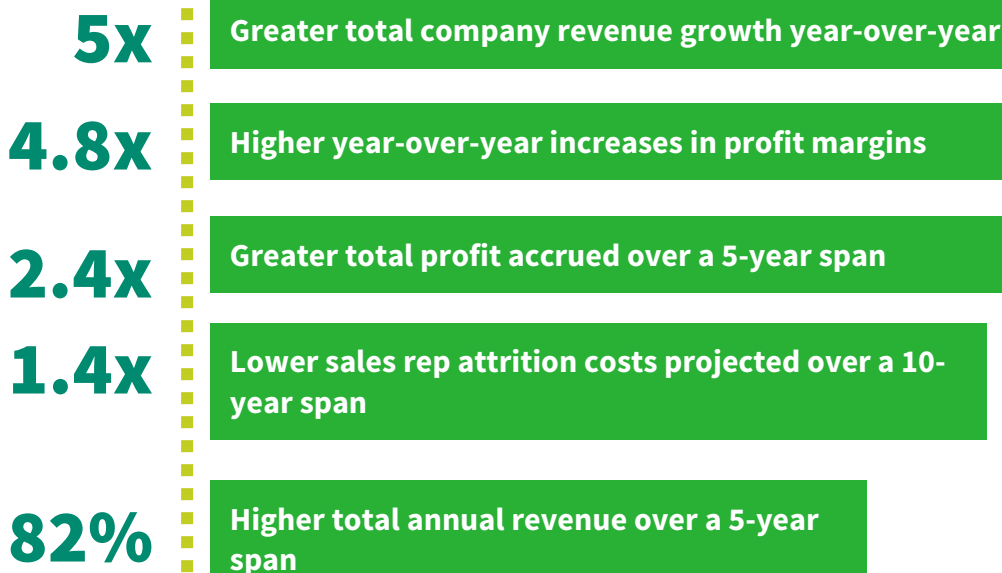 5x
Greater total company revenue growth year-over-year
4.8x
Higher year-over-year increases in profit margins
2.4x
Greater total profit accrued over a 5-year span
1.4x
Lower sales rep attrition costs projected over a 10-
year span
82%
Higher total annual revenue over a 5-year
span